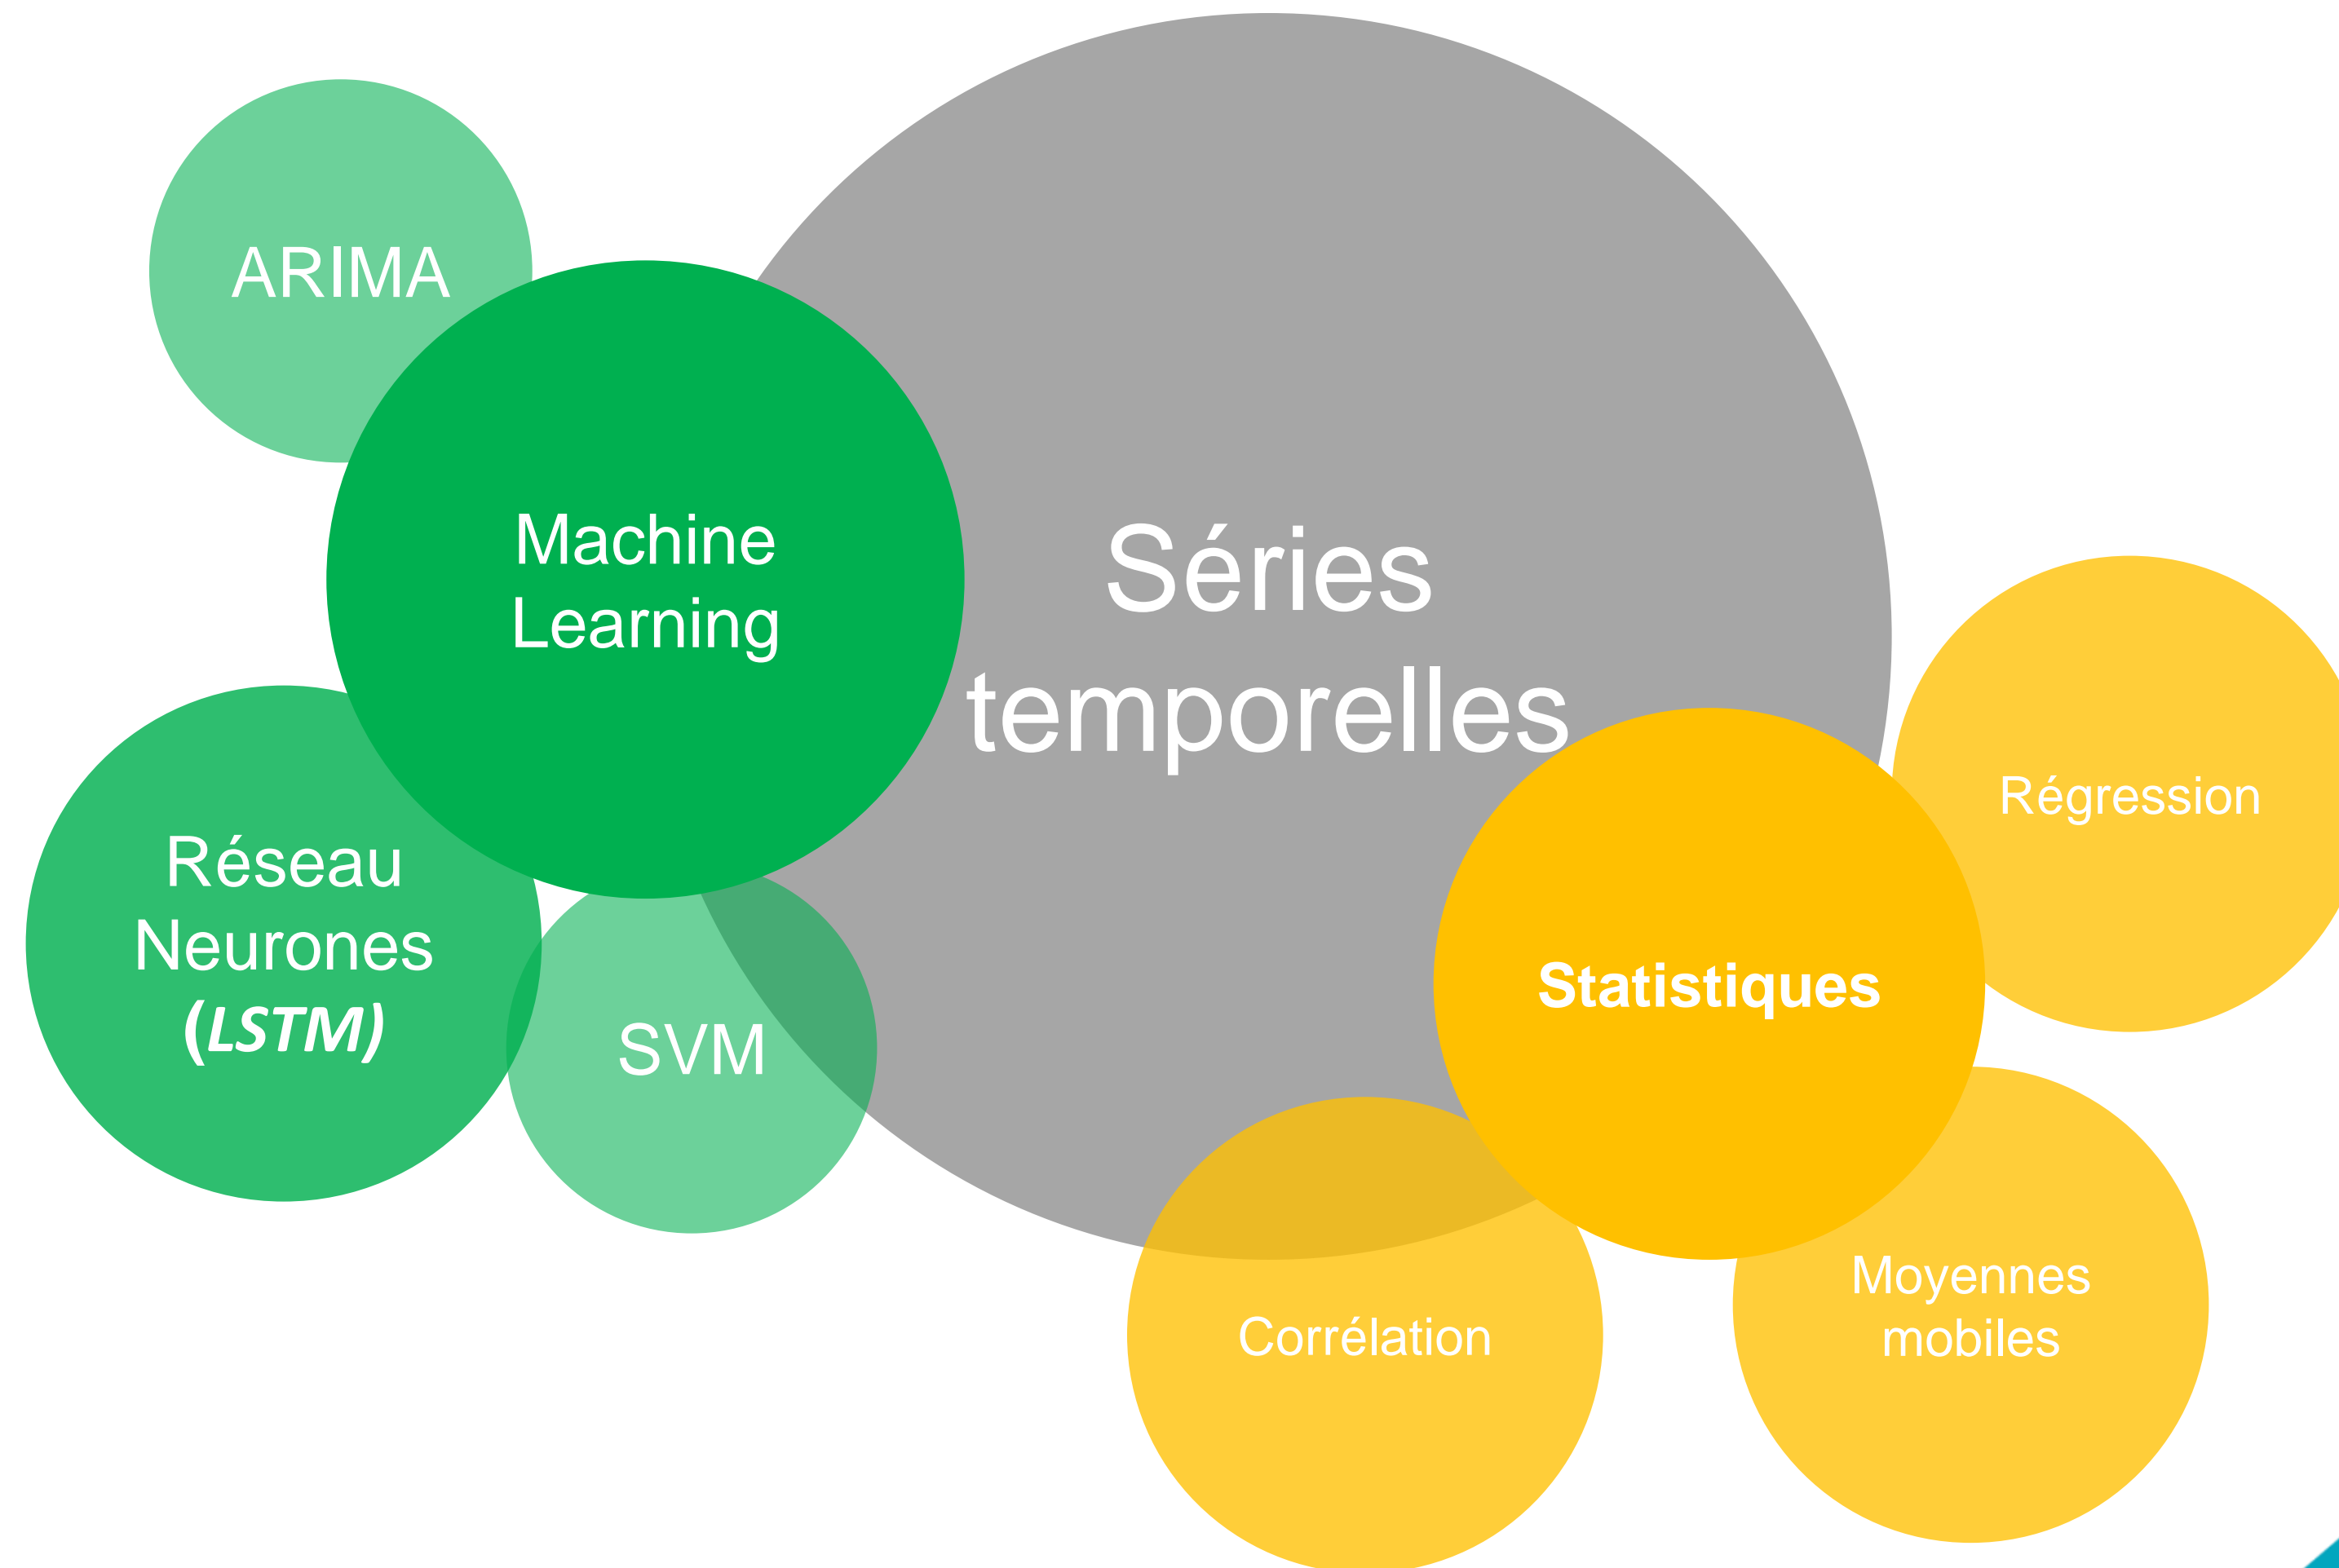 ARIMA
Machine
Learning
Séries
temporelles
Réseau
Neurones
(LSTM)
SVM
Régression
Statistiques
Corrélation
Moyennes
mobiles